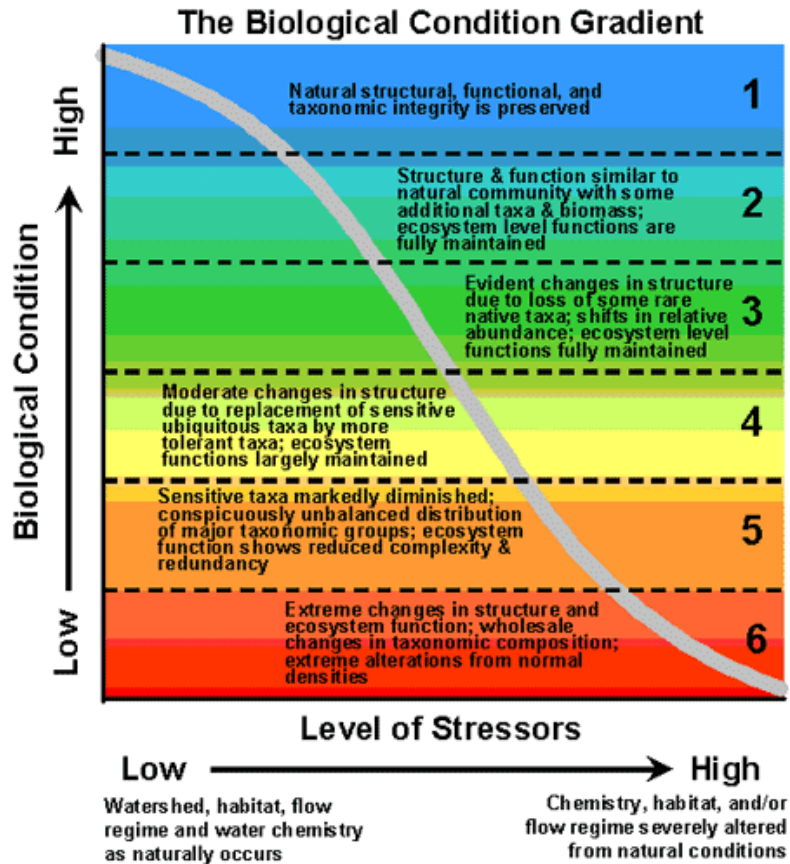 The Biological Condition Gradient
High
Biological Condition
Low
Natural structural, functional, and
taxonomic integrity is preserved
1
Structure & function similar to
natural community with some
additional taxa & biomass;
ecosystem level functions are
fully maintained
2
Evident changes in structure
due to loss of some rare
native taxa; shifts in relative
abundance; ecosystem level
functions fully maintained
3
Moderate changes in structure
due to replacement of sensitive
ubiquitous taxa by more
tolerant taxa; ecosystem
functions largely maintained
4
Sensitive taxa markedly diminished;
conspicuously unbalanced distribution
of major taxonomic groups; ecosystem
function shows reduced complexity &
redundancy
5
Extreme changes in structure and
ecosystem function; wholesale
changes in taxonomic composition;
extreme alterations from normal
densities
6
Level of Stressors
Low
High
Watershed, habitat, flow
regime and water chemistry
as naturally occurs
Chemistry, habitat, and/or
flow regime severely altered
from natural conditions